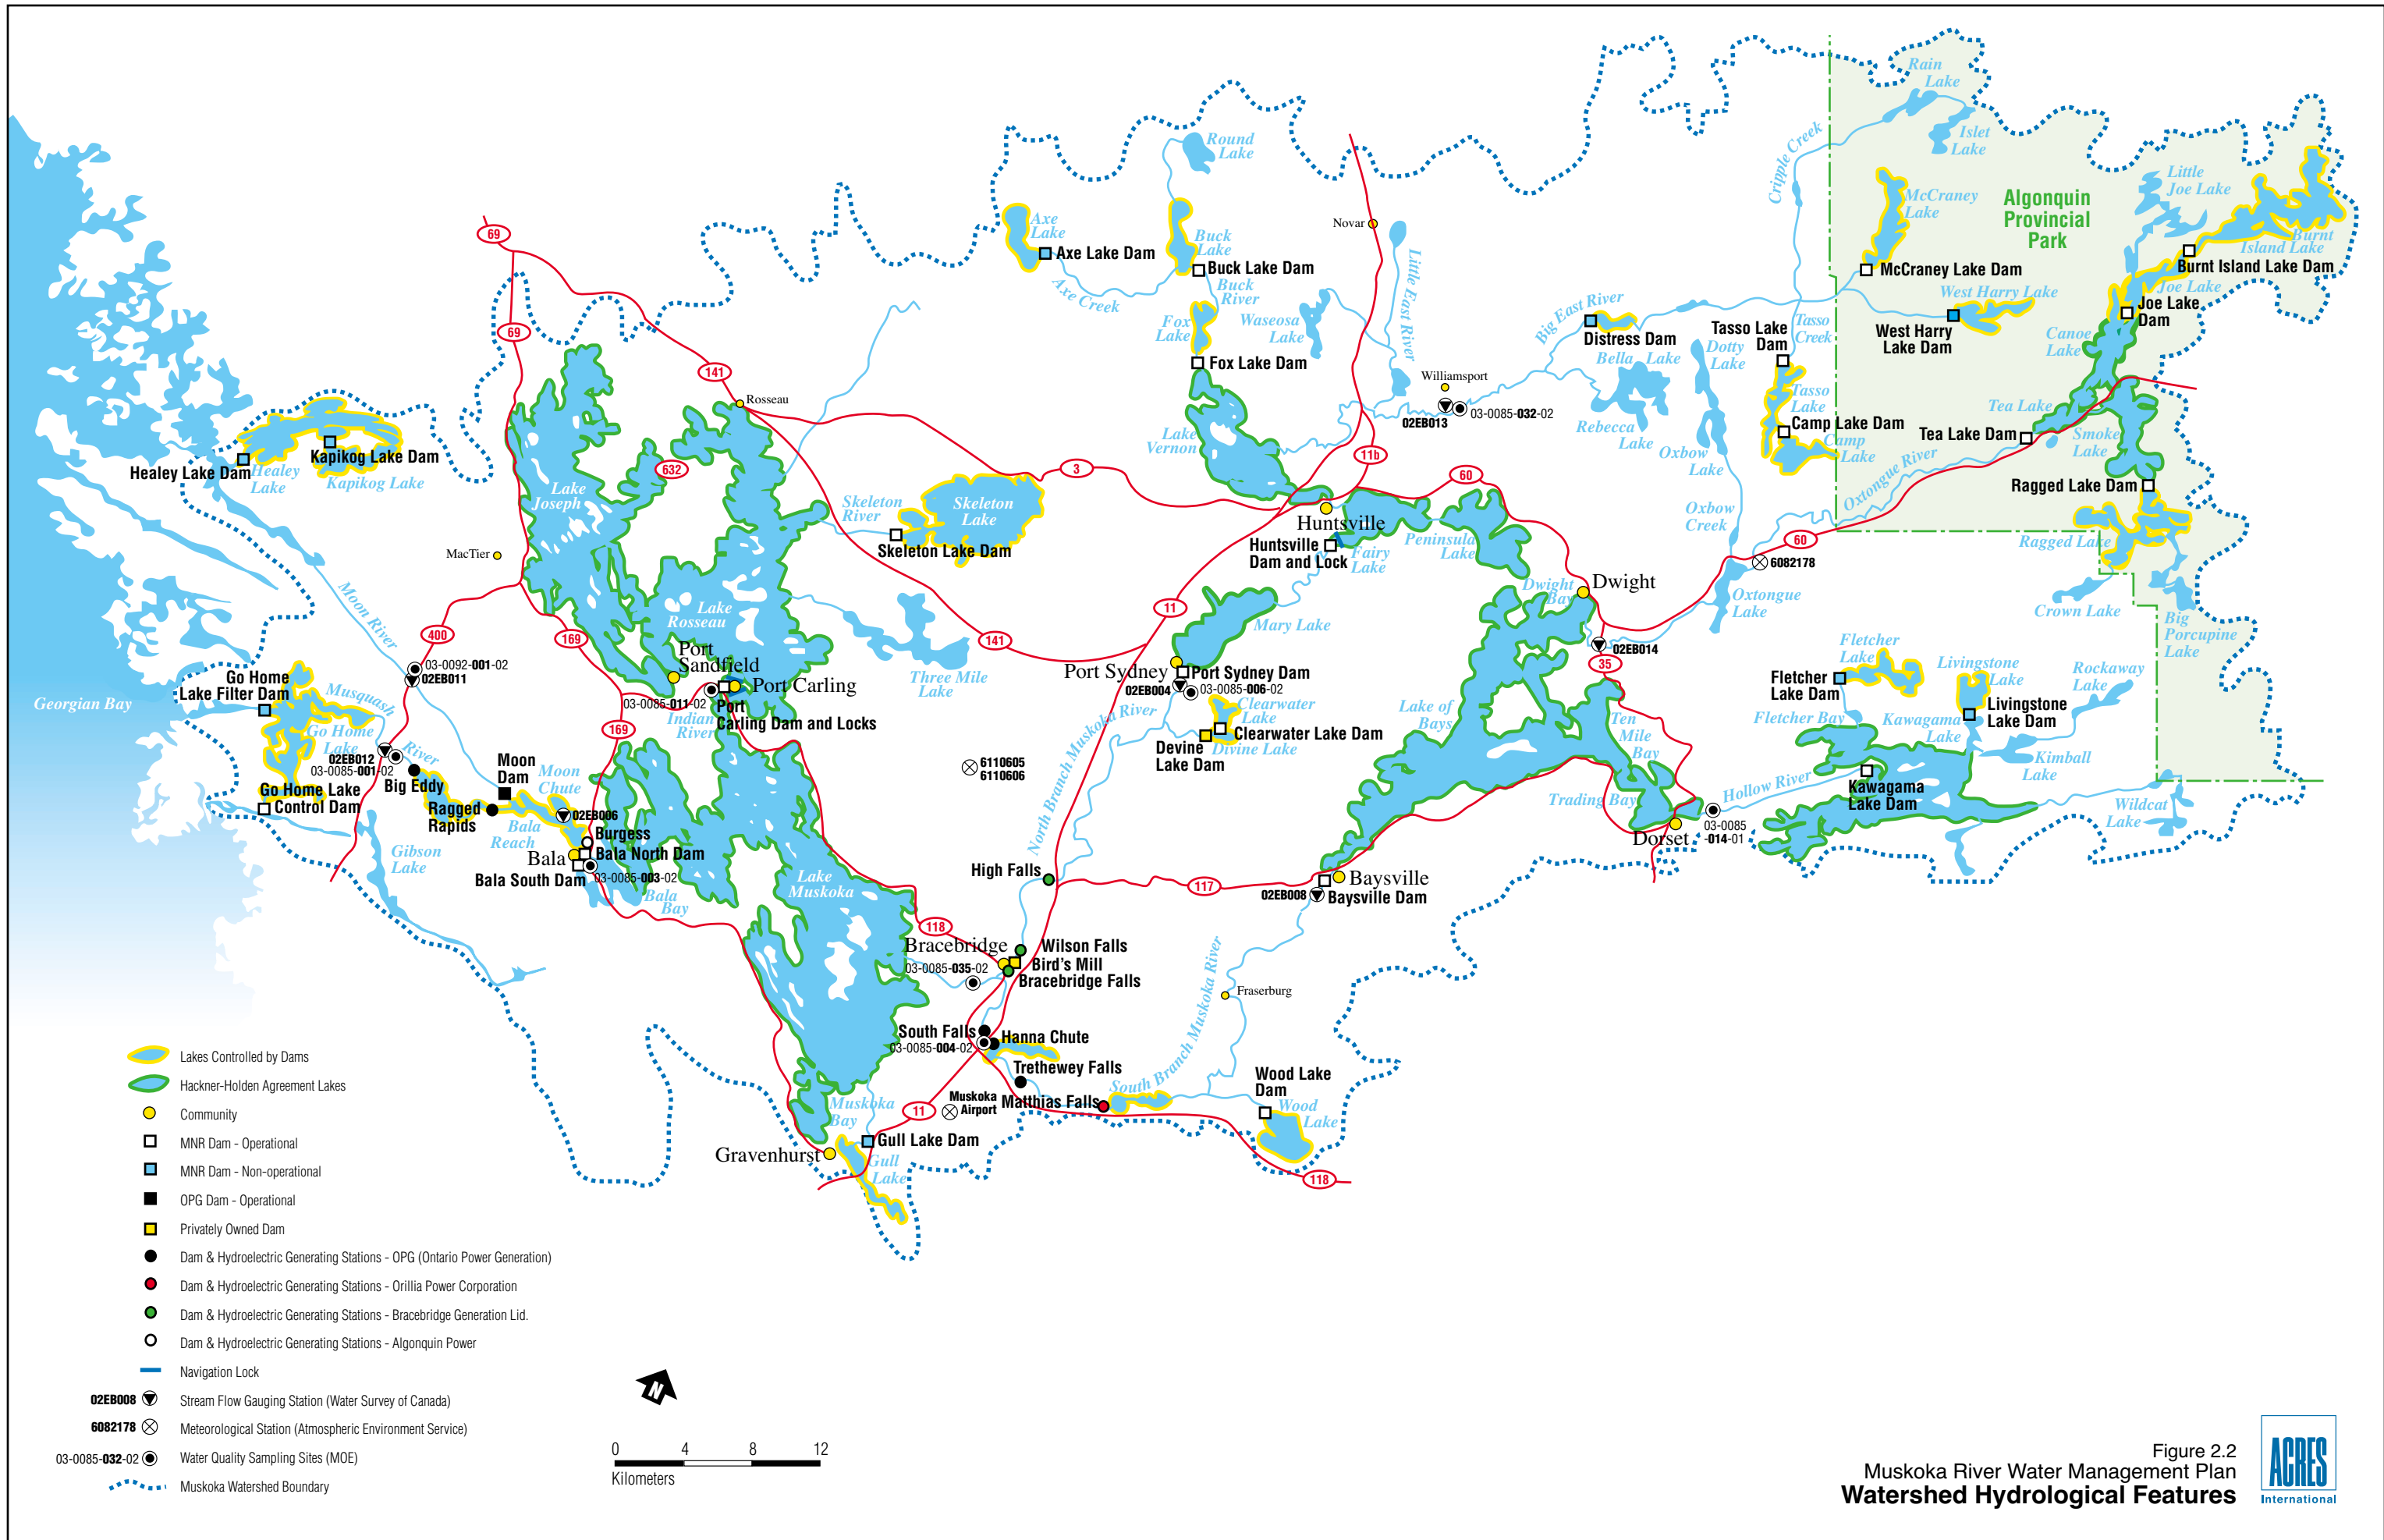 Rain
Lake
Islet
Lake
Cripple Creek
Round
Lake
McCraney
Lake
Algonquin
Provincial
Park
Little
Joe Lake
Burnt
Island Lake
Burnt Island Lake Dam
Joe Lake
Joe Lake
Dam
69
Axe
Lake
Axe Lake Dam
Axe Creek
Buck
Lake
Buck Lake Dam
Buck
River
Novar
Little East River
McCraney Lake Dam
West Harry Lake
West Harry
Lake Dam
Canoe
Lake
69
Fox
Lake
Waseosa
Lake
Big East River
Distress Dam
Tasso Lake
Dam
Tasso
Creek
Fox Lake Dam
Bella Lake
Dotty
Lake
141
Rosseau
Williamsport
02EB013
03-0085-032-02
Rebecca
Lake
Tasso
Lake
Camp Lake Dam
Camp
Lake
Tea Lake
Tea Lake Dam
Smoke
Lake
Lake
Vernon
11b
Oxbow
Lake
Oxtongue River
Ragged Lake Dam
Healey Lake Dam
Healey
Lake
Kapikog Lake Dam
Kapikog Lake
632
3
60
Lake
Joseph
Skeleton
River
Skeleton
Lake
Skeleton Lake Dam
Huntsville
Huntsville
Dam and Lock
Fairy
Lake
Peninsula
Lake
Oxbow
Creek
60
Ragged Lake
MacTier
6082178
Dwight
Bay
Dwight
Oxtongue
Lake
Crown Lake
Big
Porcupine
Lake
Moon River
Lake
Rosseau
11
Mary Lake
400
169
141
02EB014
35
Fletcher
Lake
Livingstone
Lake
Rockaway
Lake
03-0092-001-02
02EB011
Port
Sandfield
Port Carling
Three Mile
Lake
Port Sydney
Port Sydney Dam
02EB004
03-0085-006-02
Fletcher
Lake Dam
Go Home
Lake Filter Dam
Musquash
River
Georgian Bay
Go Home
Lake
03-0085-011-02
Port
Carling Dam and Locks
Indian
River
Clearwater
Lake
Clearwater Lake Dam
Divine Lake
Devine
Lake Dam
Lake of
Bays
Ten
Mile
Bay
Fletcher Bay
Kawagama
Lake
Livingstone
Lake Dam
Kimball
Lake
169
02EB012
03-0085-001-02
Big Eddy
Moon
Dam
Moon
Chute
6110605
6110606
North Branch Muskoka River
Go Home Lake
Control Dam
Ragged
Rapids
Bala
Reach
02EB006
Burgess
Bala
Bala North Dam
Bala South Dam
03-0085-003-02
Bala
Bay
Gibson
Lake
Trading Bay
Hollow River
Dorset
03-0085
-014-01
Kawagama
Lake Dam
Wildcat
Lake
Lake
Muskoka
High Falls
117
Baysville
02EB008
Baysville Dam
118
Bracebridge
03-0085-035-02
Wilson Falls
Bird's Mill
Bracebridge Falls
South Branch Muskoka River
Fraserburg
South Falls
03-0085-004-02
Hanna Chute
Trethewey Falls
Muskoka
Airport
Matthias Falls
Wood Lake
Dam
Wood
Lake
Muskoka
Bay
11
Gull Lake Dam
Gravenhurst
Gull
Lake
118
Lakes Controlled by Dams
Hackner-Holden Agreement Lakes
Community
MNR Dam - Operational
MNR Dam - Non-operational
OPG Dam - Operational
Privately Owned Dam
Dam & Hydroelectric Generating Stations - OPG (Ontario Power Generation)
Dam & Hydroelectric Generating Stations - Orillia Power Corporation
Dam & Hydroelectric Generating Stations - Bracebridge Generation Lid.
Dam & Hydroelectric Generating Stations - Algonquin Power
Navigation Lock
02EB008 Stream Flow Gauging Station (Water Survey of Canada)
6082178 Meteorological Station (Atmospheric Environment Service)
03-0085-032-02 Water Quality Sampling Sites (MOE)
Muskoka Watershed Boundary
N
0 4 8 12
Kilometers
Figure 2.2
Muskoka River Water Management Plan
Watershed Hydrological Features
ACRES
International